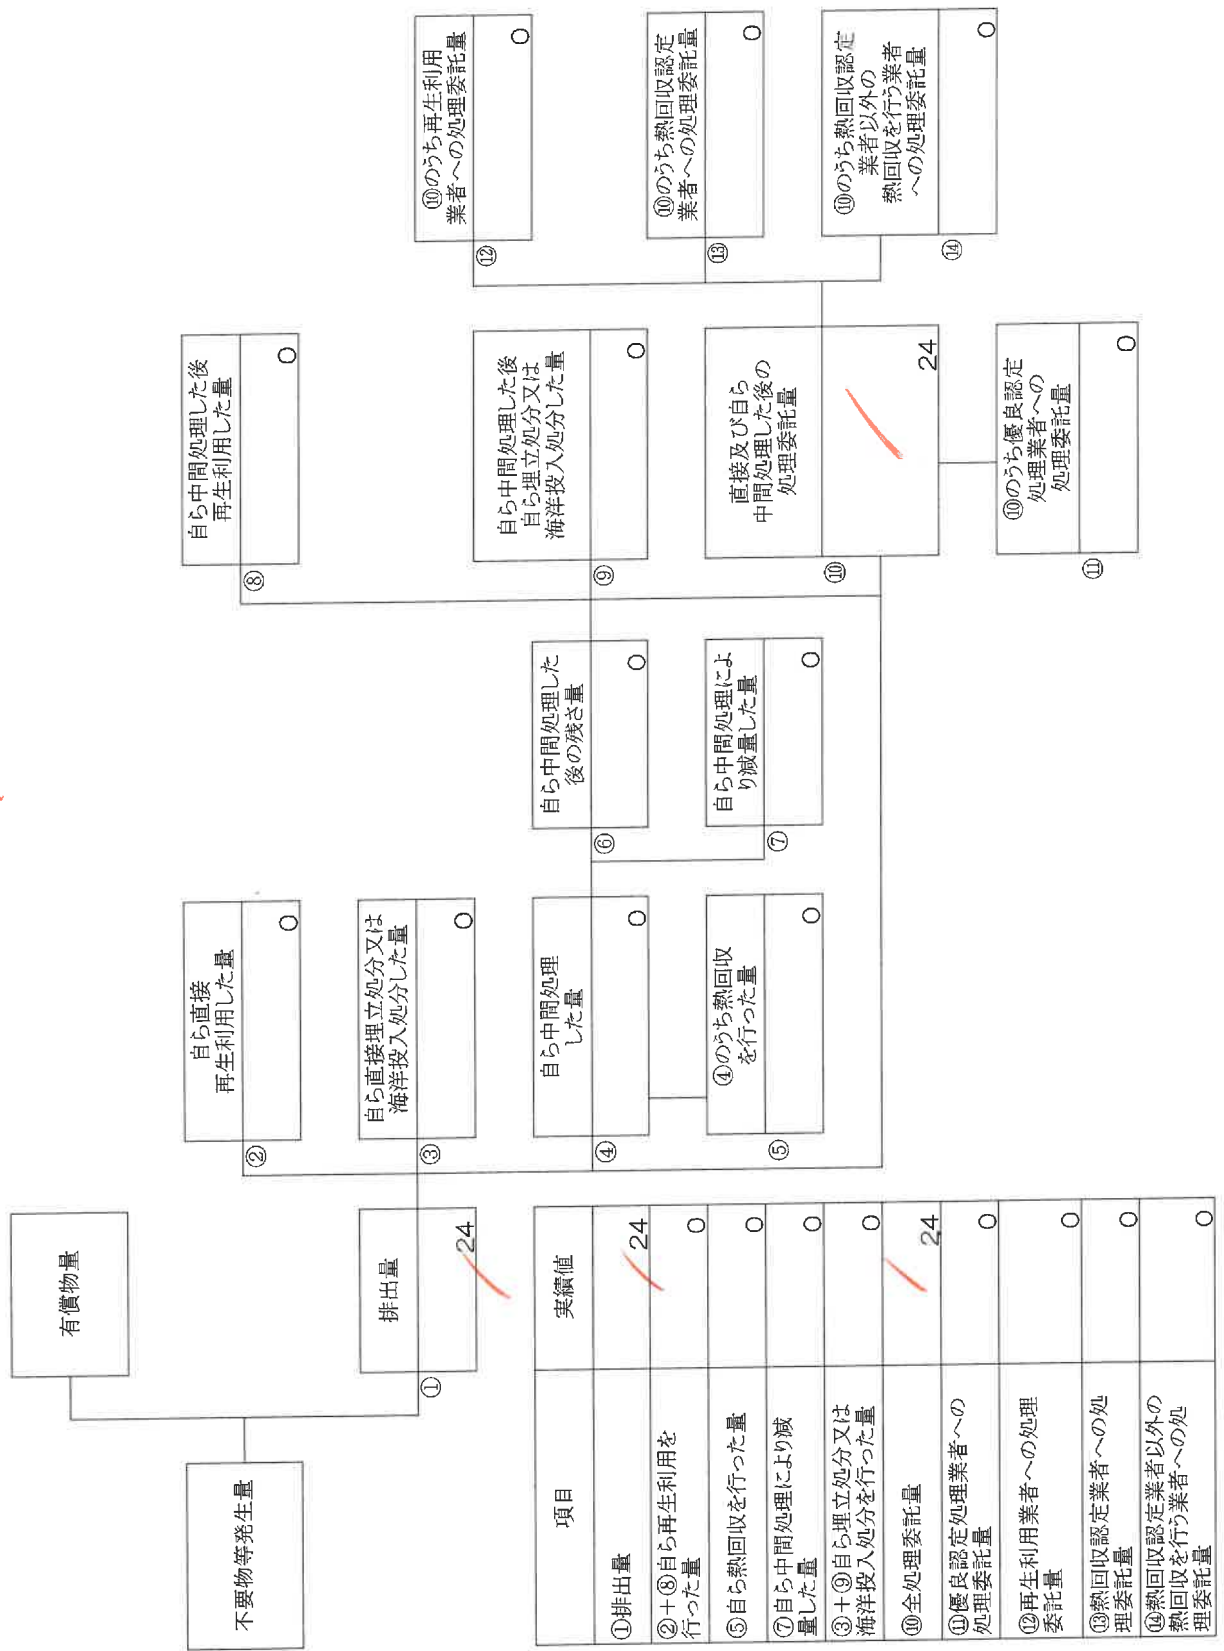 不要物等発生量
有償物量
①
排出量
24
②
自ら直接
再生利用した量
0
③
自ら直接埋立処分又は
海洋投入処分した量
0
④
自ら中間処理
した量
0
⑤
④のうち熱回収
を行った量
0
⑥
自ら中間処理した
後の残さ量
0
⑦
自ら中間処理によ
り減量した量
0
⑧
自ら中間処理した後
再生利用した量
0
⑨
自ら中間処理した後
自ら埋立処分又は
海洋投入処分した量
0
⑩
直接及び自ら
中間処理した後の
処理委託量
24
⑪
⑩のうち優良認定
処理業者への
処理委託量
0
⑫
⑩のうち再生利用
業者への処理委託量
0
⑬
⑩のうち熱回収認定
業者への処理委託量
0
⑭
⑩のうち熱回収認定
業者以外の
熱回収を行う業者
への処理委託量
0
項目
実績値
①排出量
24
②+⑧自ら再生利用を
行った量
0
⑤自ら熱回収を行った量
0
⑦自ら中間処理により減
量した量
0
③+⑨自ら埋立処分又は
海洋投入処分を行った量
0
⑩全処理委託量
24
⑪優良認定処理業者への
処理委託量
0
⑫再生利用業者への処理
委託量
0
⑬熱回収認定業者への処
理委託量
0
⑭熱回収認定業者以外の
熱回収を行う業者への処
理委託量
0